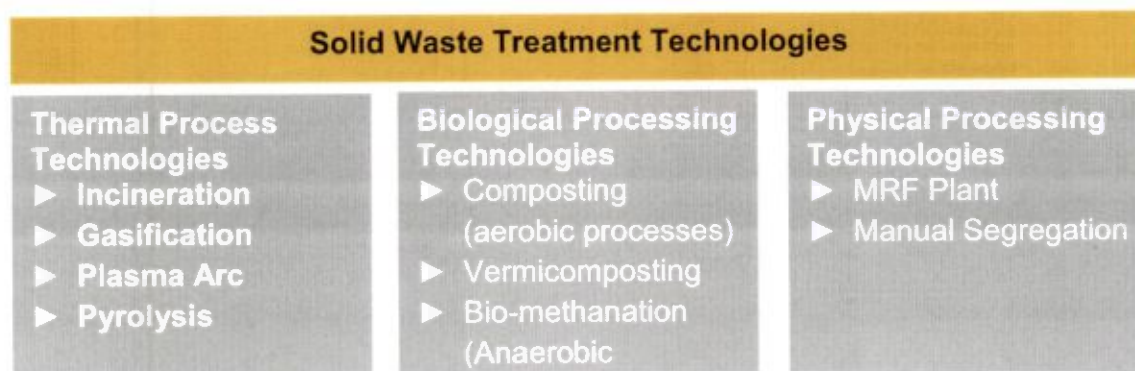 Solid Waste Treatment Technologies
Thermal Process
Technologies
► Incineration
► Gasification
► Plasma Arc
► Pyrolysis
Biological Processing
Technologies
► Composting
(aerobic processes)
► Vermicomposting
► Bio-methanation
(Anaerobic
Physical Processing
Technologies
► MRF Plant
► Manual Segregation